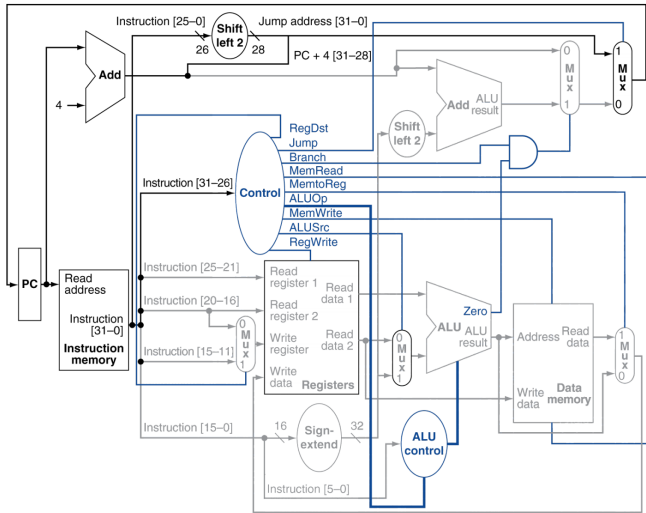 Instruction [25–0]
Shift
left 2
Jump address [31–0]
26
28
PC + 4 [31–28]
Add
4
0
M
u
x
1
1
M
u
x
0
Add
ALU
result
Shift
left 2
RegDst
Jump
Branch
MemRead
MemtoReg
ALUOp
MemWrite
ALUSrc
RegWrite
Control
Instruction [31–26]
PC
Read
address
Instruction
[31–0]
Instruction
memory
Instruction [25–21]
Instruction [20–16]
Instruction [15–11]
0
M
u
x
1
Read
register 1
Read
register 2
Write
register
Write
data
Read
data 1
Read
data 2
Registers
0
M
u
x
1
Zero
ALU
ALU
result
Address
Write
data
Read
data
Data
memory
1
M
u
x
0
Instruction [15–0]
16
Sign-
extend
32
ALU
control
Instruction [5–0]